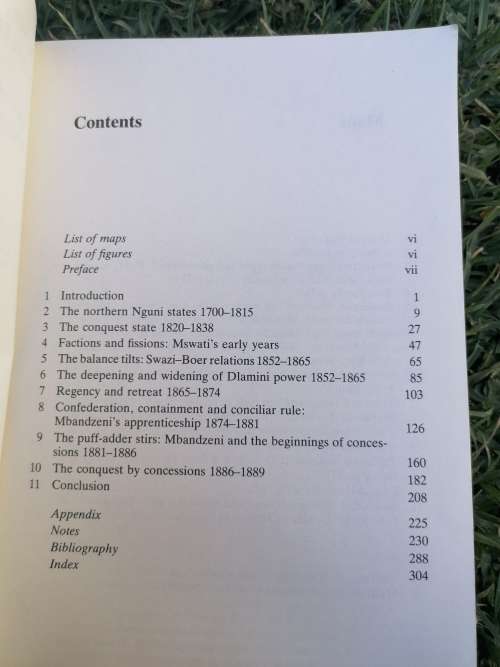 Contents
List of maps vi
List of figures vi
Preface vii
1 Introduction 1
2 The northern Nguni states 1700–1815 9
3 The conquest state 1820–1838 27
4 Factions and fissions: Mswati's early years 47
5 The balance tilts: Swazi–Boer relations 1852–1865 65
6 The deepening and widening of Dlamini power 1852–1865 85
7 Regency and retreat 1865–1874 103
8 Confederation, containment and conciliar rule:
Mbandzeni's apprenticeship 1874–1881 126
9 The puff-adder stirs: Mbandzeni and the beginnings of conces-
sions 1881–1886 160
10 The conquest by concessions 1886–1889 182
11 Conclusion 208
Appendix 225
Notes 230
Bibliography 288
Index 304